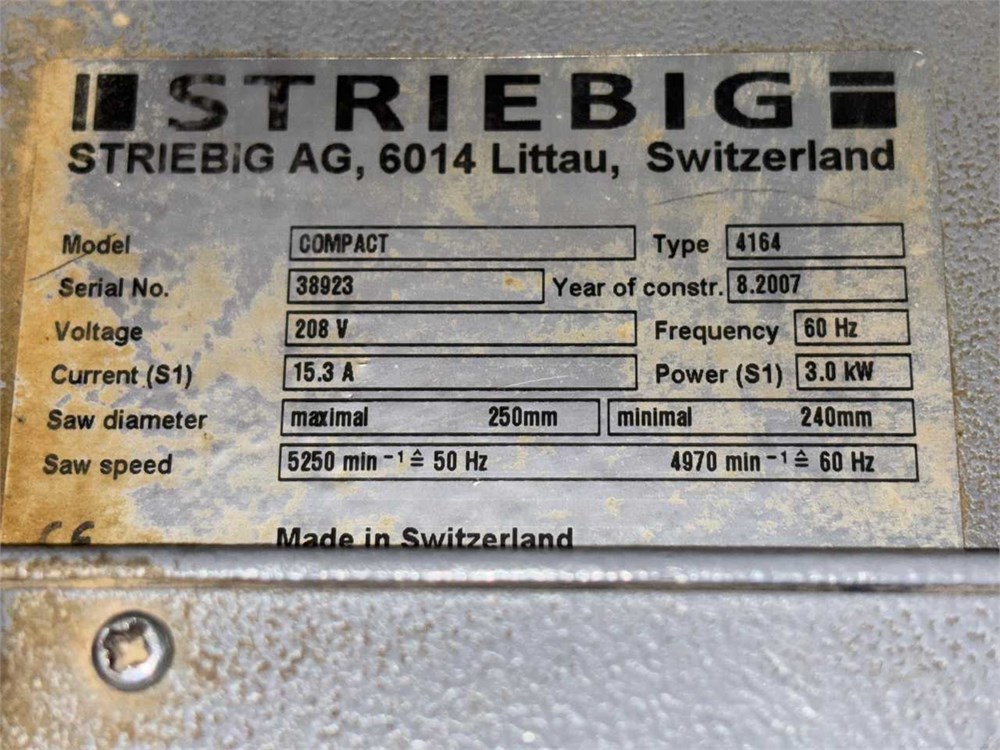 STRIEBIG
STRIEBIG AG, 6014 Littau, Switzerland
Model COMPACT Type 4164
Serial No. 38923 Year of constr. 8.2007
Voltage 208 V Frequency 60 Hz
Current (S1) 15.3 A Power (S1) 3.0 kW
Saw diameter maximal 250mm minimal 240mm
Saw speed 5250 min⁻¹ ≙ 50 Hz 4970 min⁻¹ ≙ 60 Hz
CE Made in Switzerland